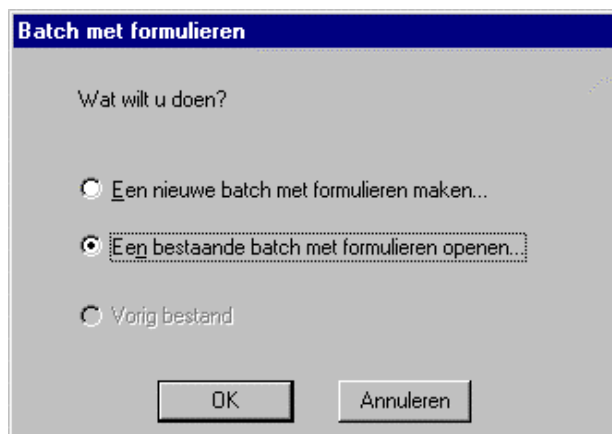 Batch met formulieren
Wat wilt u doen?
Een nieuwe batch met formulieren maken...
Een bestaande batch met formulieren openen...
Vorig bestand
OK
Annuleren